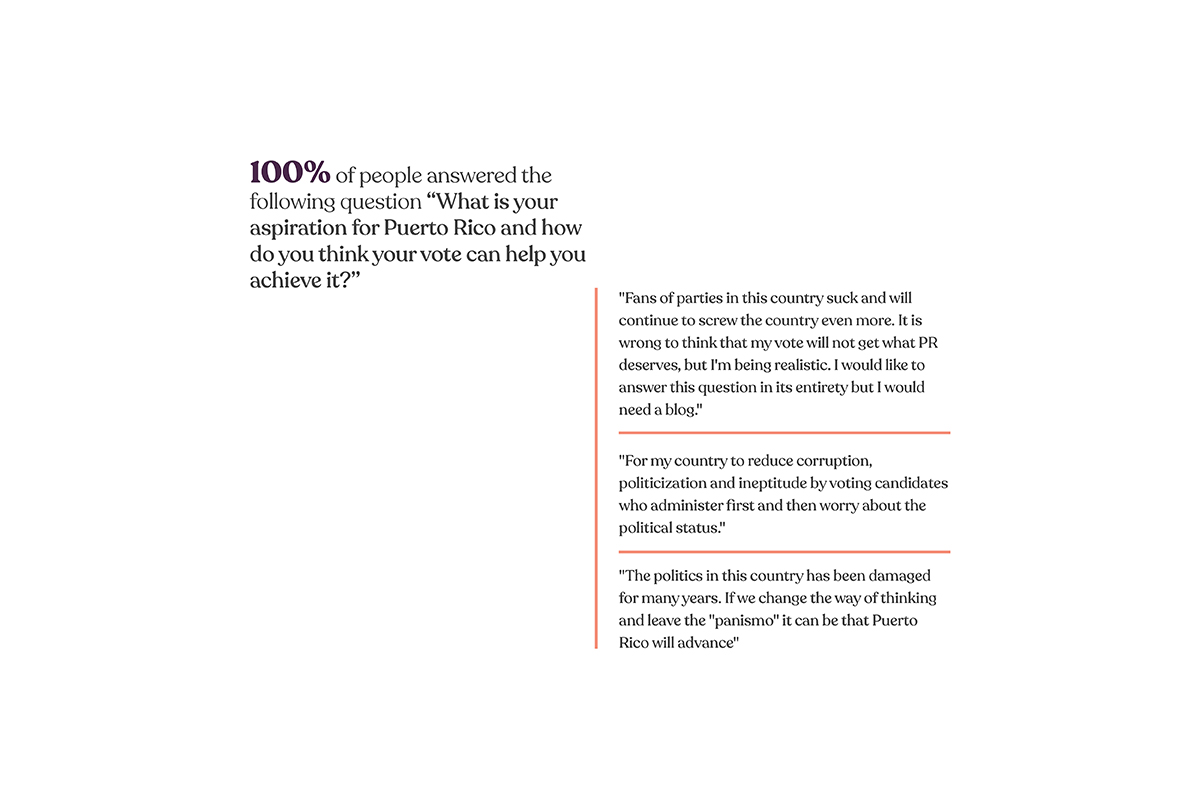 100% of people answered the
following question “What is your
aspiration for Puerto Rico and how
do you think your vote can help you
achieve it?”
"Fans of parties in this country suck and will
continue to screw the country even more. It is
wrong to think that my vote will not get what PR
deserves, but I'm being realistic. I would like to
answer this question in its entirety but I would
need a blog."
"For my country to reduce corruption,
politicization and ineptitude by voting candidates
who administer first and then worry about the
political status."
"The politics in this country has been damaged
for many years. If we change the way of thinking
and leave the "panismo" it can be that Puerto
Rico will advance"